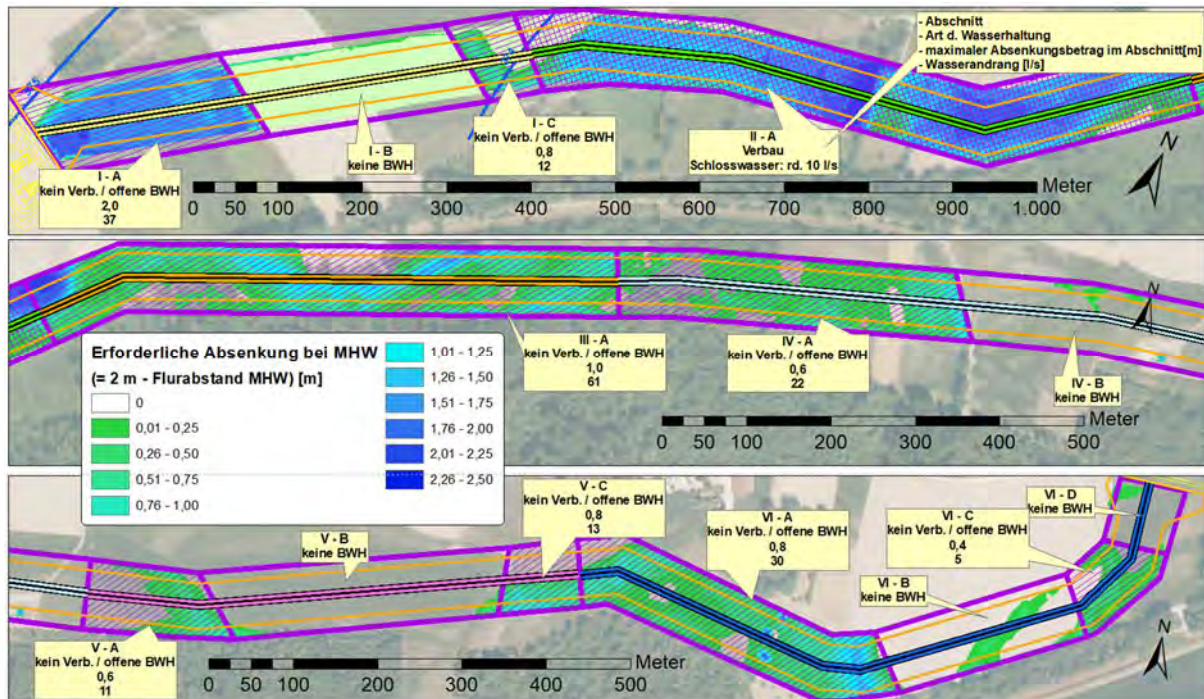 - Abschnitt
- Art d. Wasserhaltung
- maximaler Absenkungsbetrag im Abschnitt[m]
- Wasserandrang [l/s]
I - A
kein Verb. / offene BWH
2,0
37
I - B
keine BWH
I - C
kein Verb. / offene BWH
0,8
12
II - A
Verbau
Schlosswasser: rd. 10 l/s
N
0 50 100 200 300 400 500 600 700 800 900 1.000
Meter
III - A
kein Verb. / offene BWH
1,0
61
IV - A
kein Verb. / offene BWH
0,6
22
IV - B
keine BWH
N
0 50 100 200 300 400 500
Meter
Erforderliche Absenkung bei MHW
(= 2 m - Flurabstand MHW) [m]
0
0,01 - 0,25
0,26 - 0,50
0,51 - 0,75
0,76 - 1,00
1,01 - 1,25
1,26 - 1,50
1,51 - 1,75
1,76 - 2,00
2,01 - 2,25
2,26 - 2,50
V - A
kein Verb. / offene BWH
0,6
11
V - B
keine BWH
V - C
kein Verb. / offene BWH
0,8
13
VI - A
kein Verb. / offene BWH
0,8
30
VI - B
keine BWH
VI - C
kein Verb. / offene BWH
0,4
5
VI - D
keine BWH
N
0 50 100 200 300 400 500
Meter